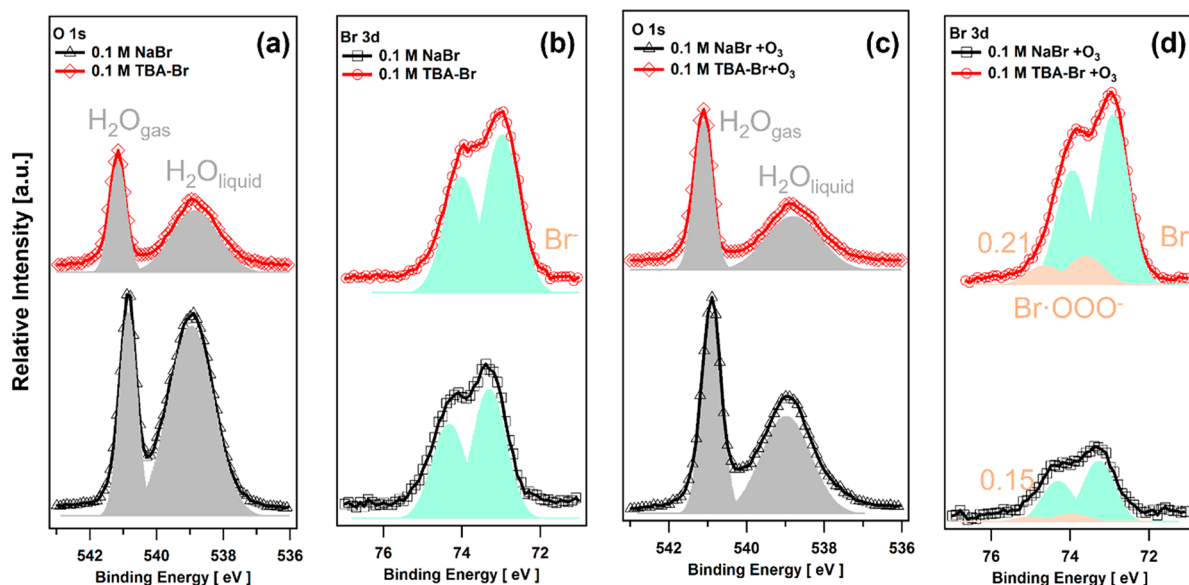 Relative Intensity [a.u.]
O 1s
0.1 M NaBr
0.1 M TBA-Br
(a)
H₂Ogas
H₂Oliquid
542 540 538 536
Binding Energy [ eV]
Br 3d
0.1 M NaBr
0.1 M TBA-Br
(b)
Br⁻
76 74 72
Binding Energy [ eV]
O 1s
0.1 M NaBr +O₃
0.1 M TBA-Br+O₃
(c)
H₂Ogas
H₂Oliquid
542 540 538 536
Binding Energy [ eV]
Br 3d
0.1 M NaBr +O₃
0.1 M TBA-Br +O₃
(d)
0.21
Br
Br·OOO⁻
0.15
76 74 72
Binding Energy [ eV]